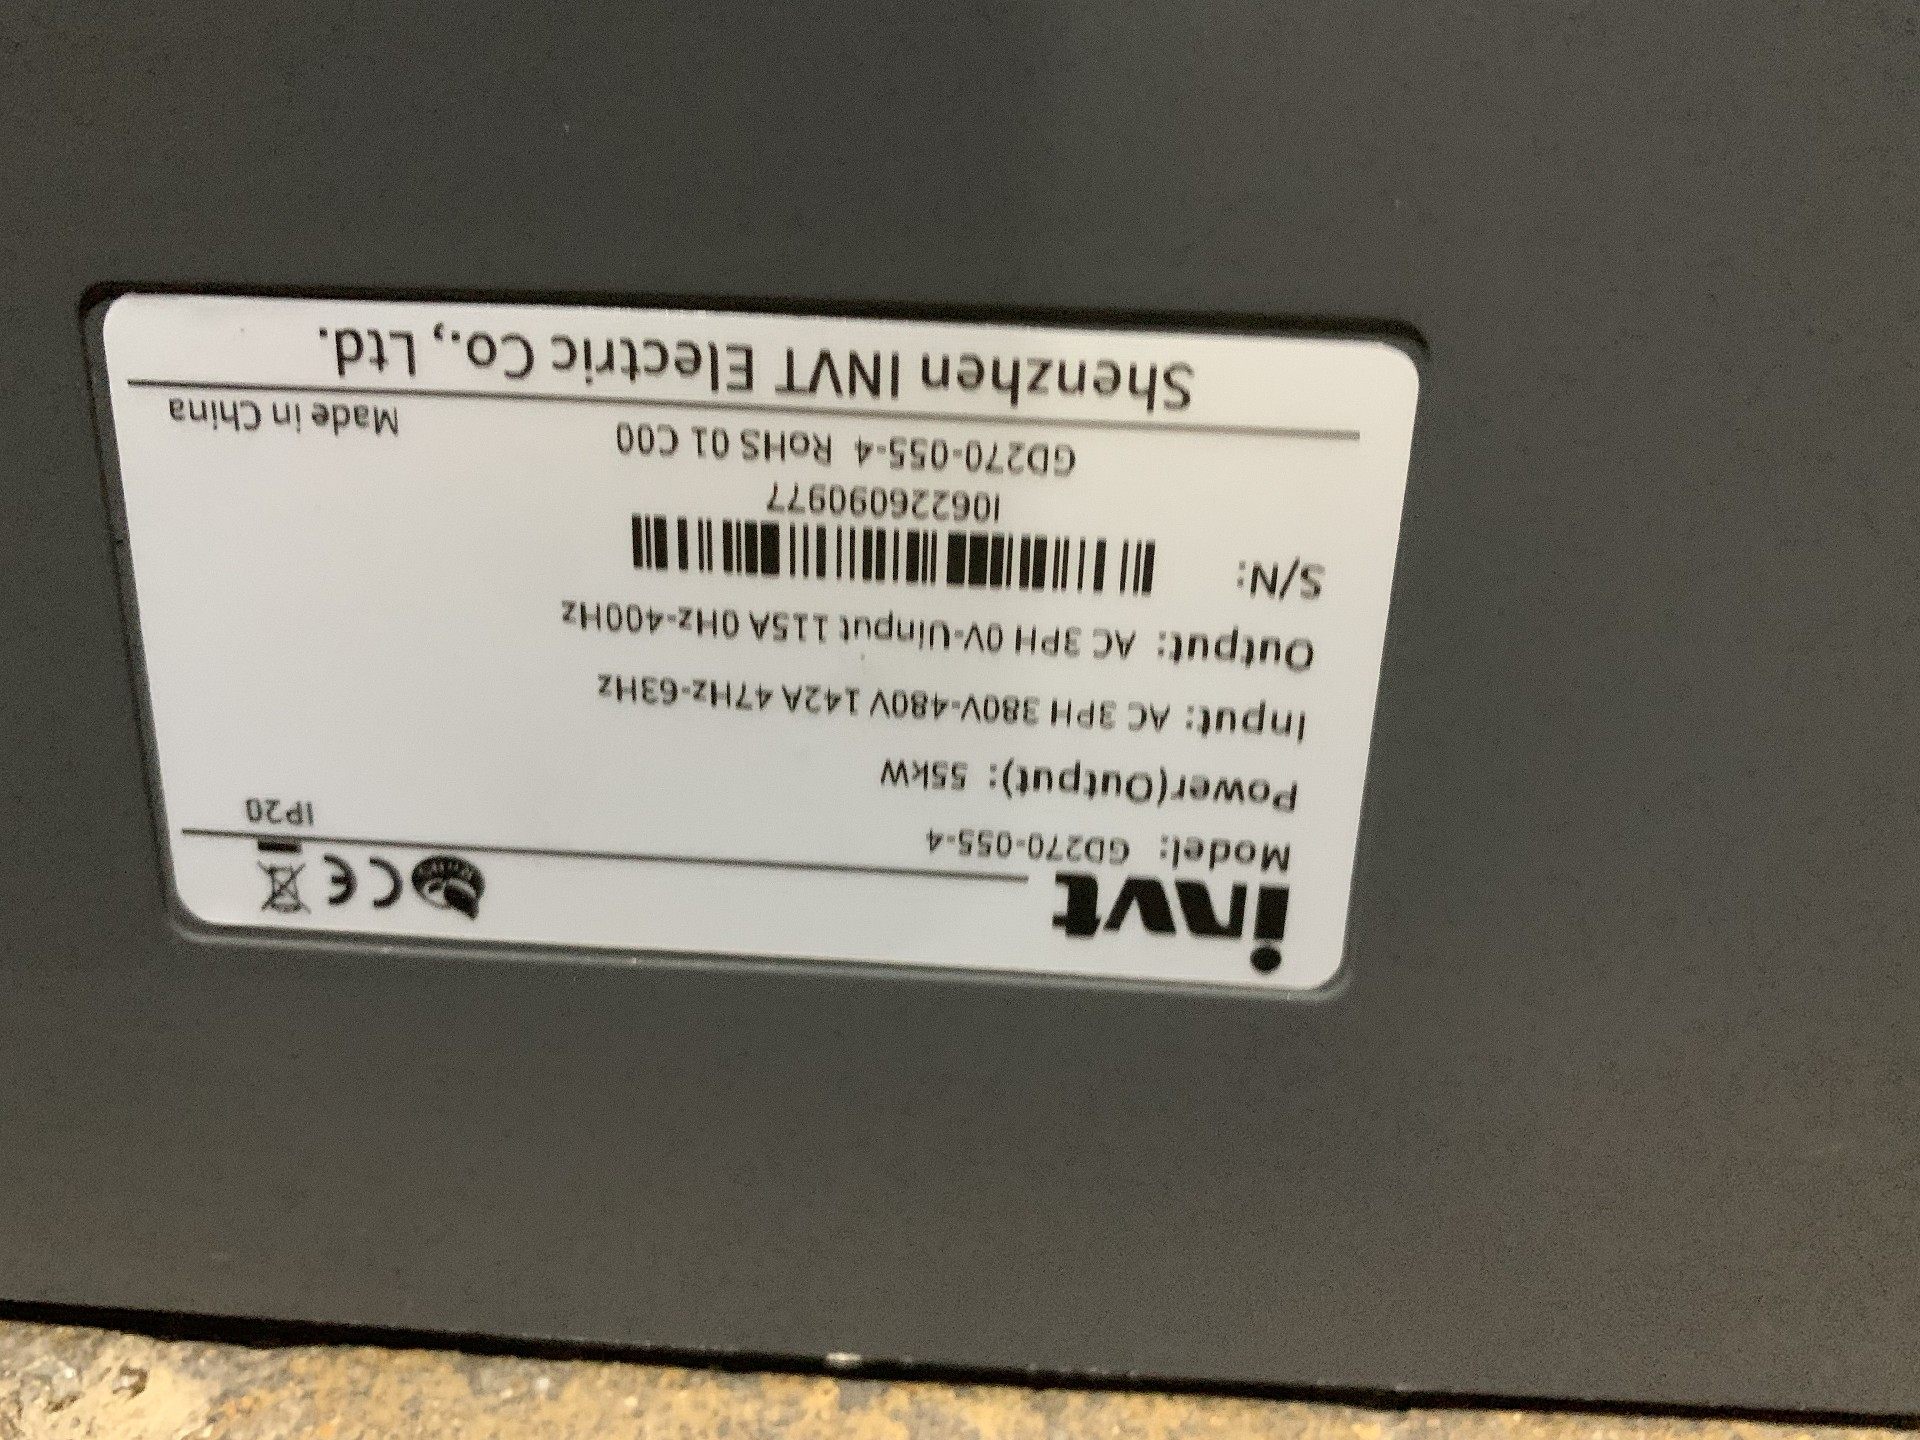 invt
Model: GD270-055-4
IP20
Power(Output): 55kW
Input: AC 3PH 380V-480V 142A 47Hz-63Hz
Output: AC 3PH 0V-Uinput 115A 0Hz-400Hz
S/N:
I06226090977
GD270-055-4 RoHS 01 C00
Made in China
Shenzhen INVT Electric Co., Ltd.